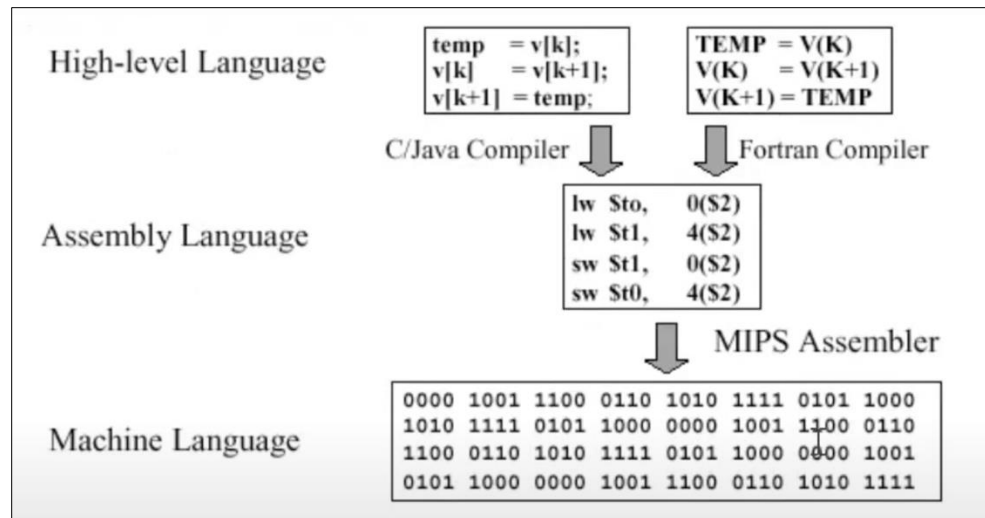 High-level Language
temp = v[k];
v[k] = v[k+1];
v[k+1] = temp;
TEMP = V(K)
V(K) = V(K+1)
V(K+1) = TEMP
C/Java Compiler
Fortran Compiler
Assembly Language
lw $to, 0($2)
lw $t1, 4($2)
sw $t1, 0($2)
sw $t0, 4($2)
MIPS Assembler
Machine Language
0000 1001 1100 0110 1010 1111 0101 1000
1010 1111 0101 1000 0000 1001 1100 0110
1100 0110 1010 1111 0101 1000 0000 1001
0101 1000 0000 1001 1100 0110 1010 1111